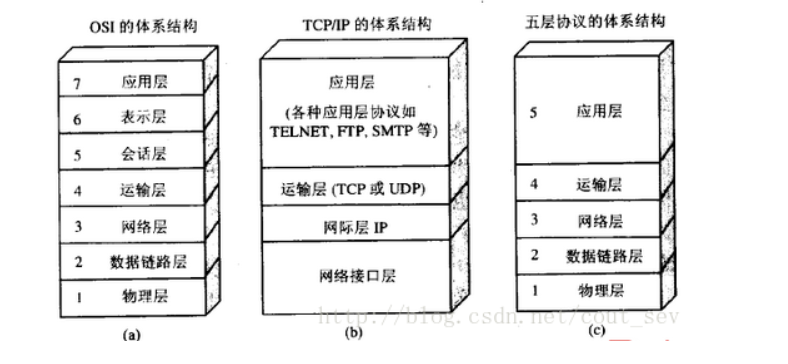 OSI 的体系结构
7 应用层
6 表示层
5 会话层
4 运输层
3 网络层
2 数据链路层
1 物理层
(a)
TCP/IP 的体系结构
应用层
(各种应用层协议如
TELNET, FTP, SMTP 等)
运输层 (TCP 或 UDP)
网际层 IP
网络接口层
(b)
五层协议的体系结构
5 应用层
4 运输层
3 网络层
2 数据链路层
1 物理层
(c)
http://blog.csdn.net/cout_sev